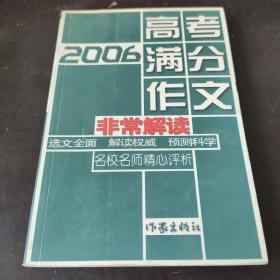 高考
2006 满分
作文
非常解读
选文全面 解读权威 预测科学
名校名师精心评析
作家出版社